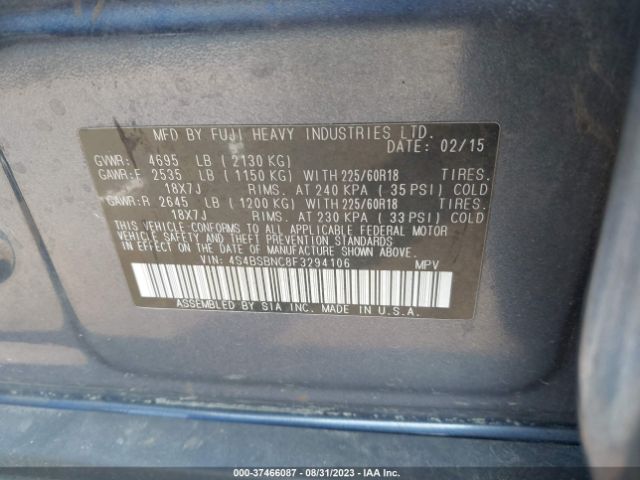 MFD BY FUJI HEAVY INDUSTRIES LTD.
DATE: 02/15
GVWR: 4695 LB (2130 KG)
GAWR:F 2535 LB (1150 KG) WITH 225/60R18 TIRES.
18X7J RIMS. AT 240 KPA (35 PSI) COLD
GAWR:R 2645 LB (1200 KG) WITH 225/60R18 TIRES.
18X7J RIMS. AT 230 KPA (33 PSI) COLD
THIS VEHICLE CONFORMS TO ALL APPLICABLE FEDERAL MOTOR
VEHICLE SAFETY AND THEFT PREVENTION STANDARDS
IN EFFECT ON THE DATE OF MANUFACTURE SHOWN ABOVE.
VIN: 4S4BSBNC8F3294106 MPV
ASSEMBLED BY SIA INC. MADE IN U.S.A.
000-37466087 - 08/31/2023 - IAA Inc.